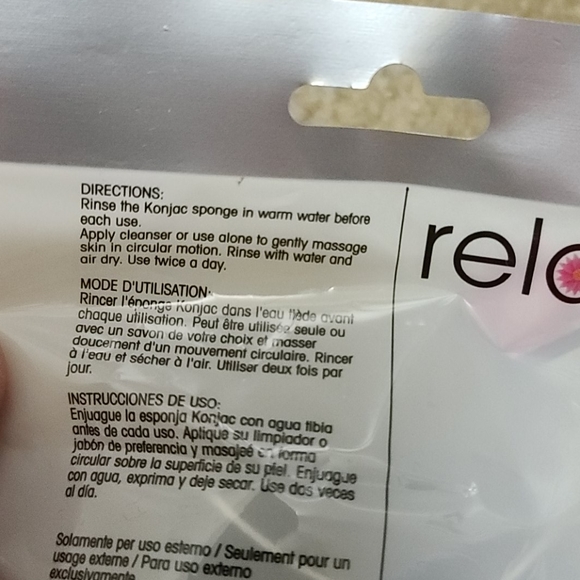 DIRECTIONS:
Rinse the Konjac sponge in warm water before
each use.
Apply cleanser or use alone to gently massage
skin in circular motion. Rinse with water and
air dry. Use twice a day.
MODE D'UTILISATION:
Rincer l'éponge Konjac dans l'eau tiède avant
chaque utilisation. Peut être utilisée seule ou
avec un savon de votre choix et masser
doucement d'un mouvement circulaire. Rincer
à l'eau et sécher à l'air. Utiliser deux fois par
jour.
INSTRUCCIONES DE USO:
Enjuague la esponja Konjac con agua tibia
antes de cada uso. Aplique su limpiador o
jabón de preferencia y masajeé en forma
circular sobre la superficie de su piel. Enjuague
con agua, exprima y deje secar. Use dos veces
al día.
Solamente per uso esterno / Seulement pour un
usage externe / Para uso externo
exclusivamente
rela